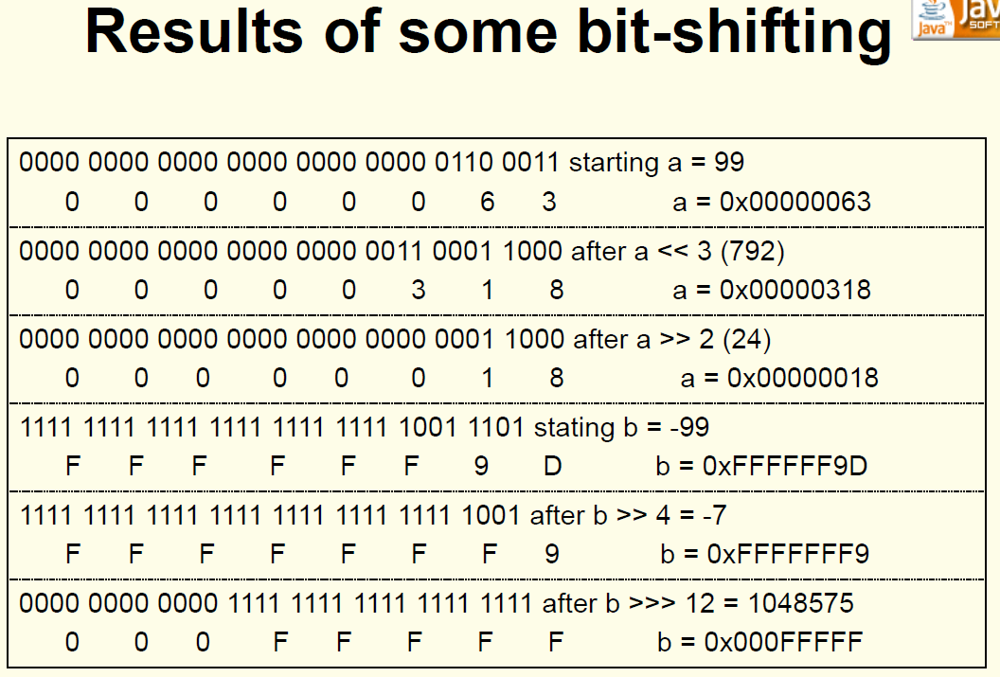 Results of some bit-shifting
Java
SOFT
0000 0000 0000 0000 0000 0000 0110 0011 starting a = 99
0 0 0 0 0 0 6 3 a = 0x00000063
0000 0000 0000 0000 0000 0011 0001 1000 after a << 3 (792)
0 0 0 0 0 3 1 8 a = 0x00000318
0000 0000 0000 0000 0000 0000 0001 1000 after a >> 2 (24)
0 0 0 0 0 0 1 8 a = 0x00000018
1111 1111 1111 1111 1111 1111 1001 1101 stating b = -99
F F F F F F 9 D b = 0xFFFFFF9D
1111 1111 1111 1111 1111 1111 1111 1001 after b >> 4 = -7
F F F F F F F 9 b = 0xFFFFFFF9
0000 0000 0000 1111 1111 1111 1111 1111 after b >>> 12 = 1048575
0 0 0 F F F F F b = 0x000FFFFF